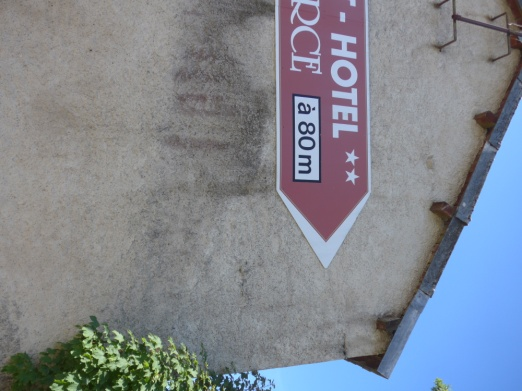 - HOTEL ★★
RCE
à 80 m